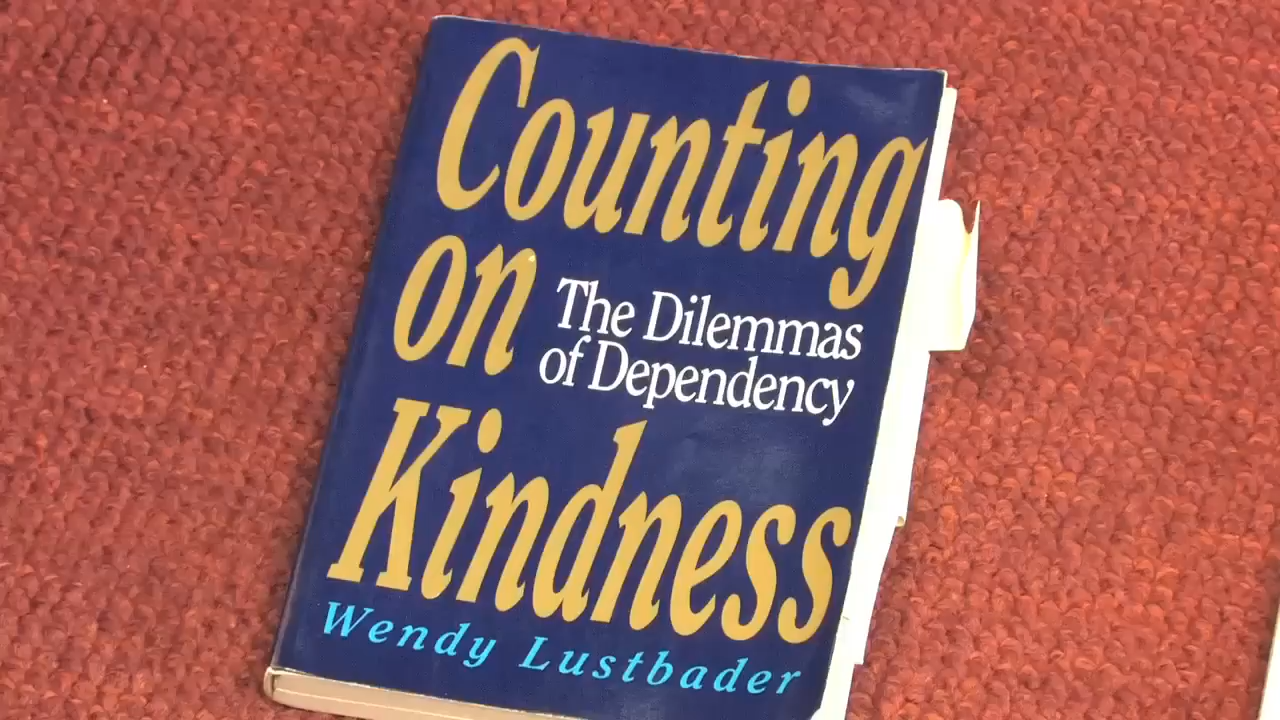 Counting
on
The Dilemmas
of Dependency
Kindness
Wendy Lustbader